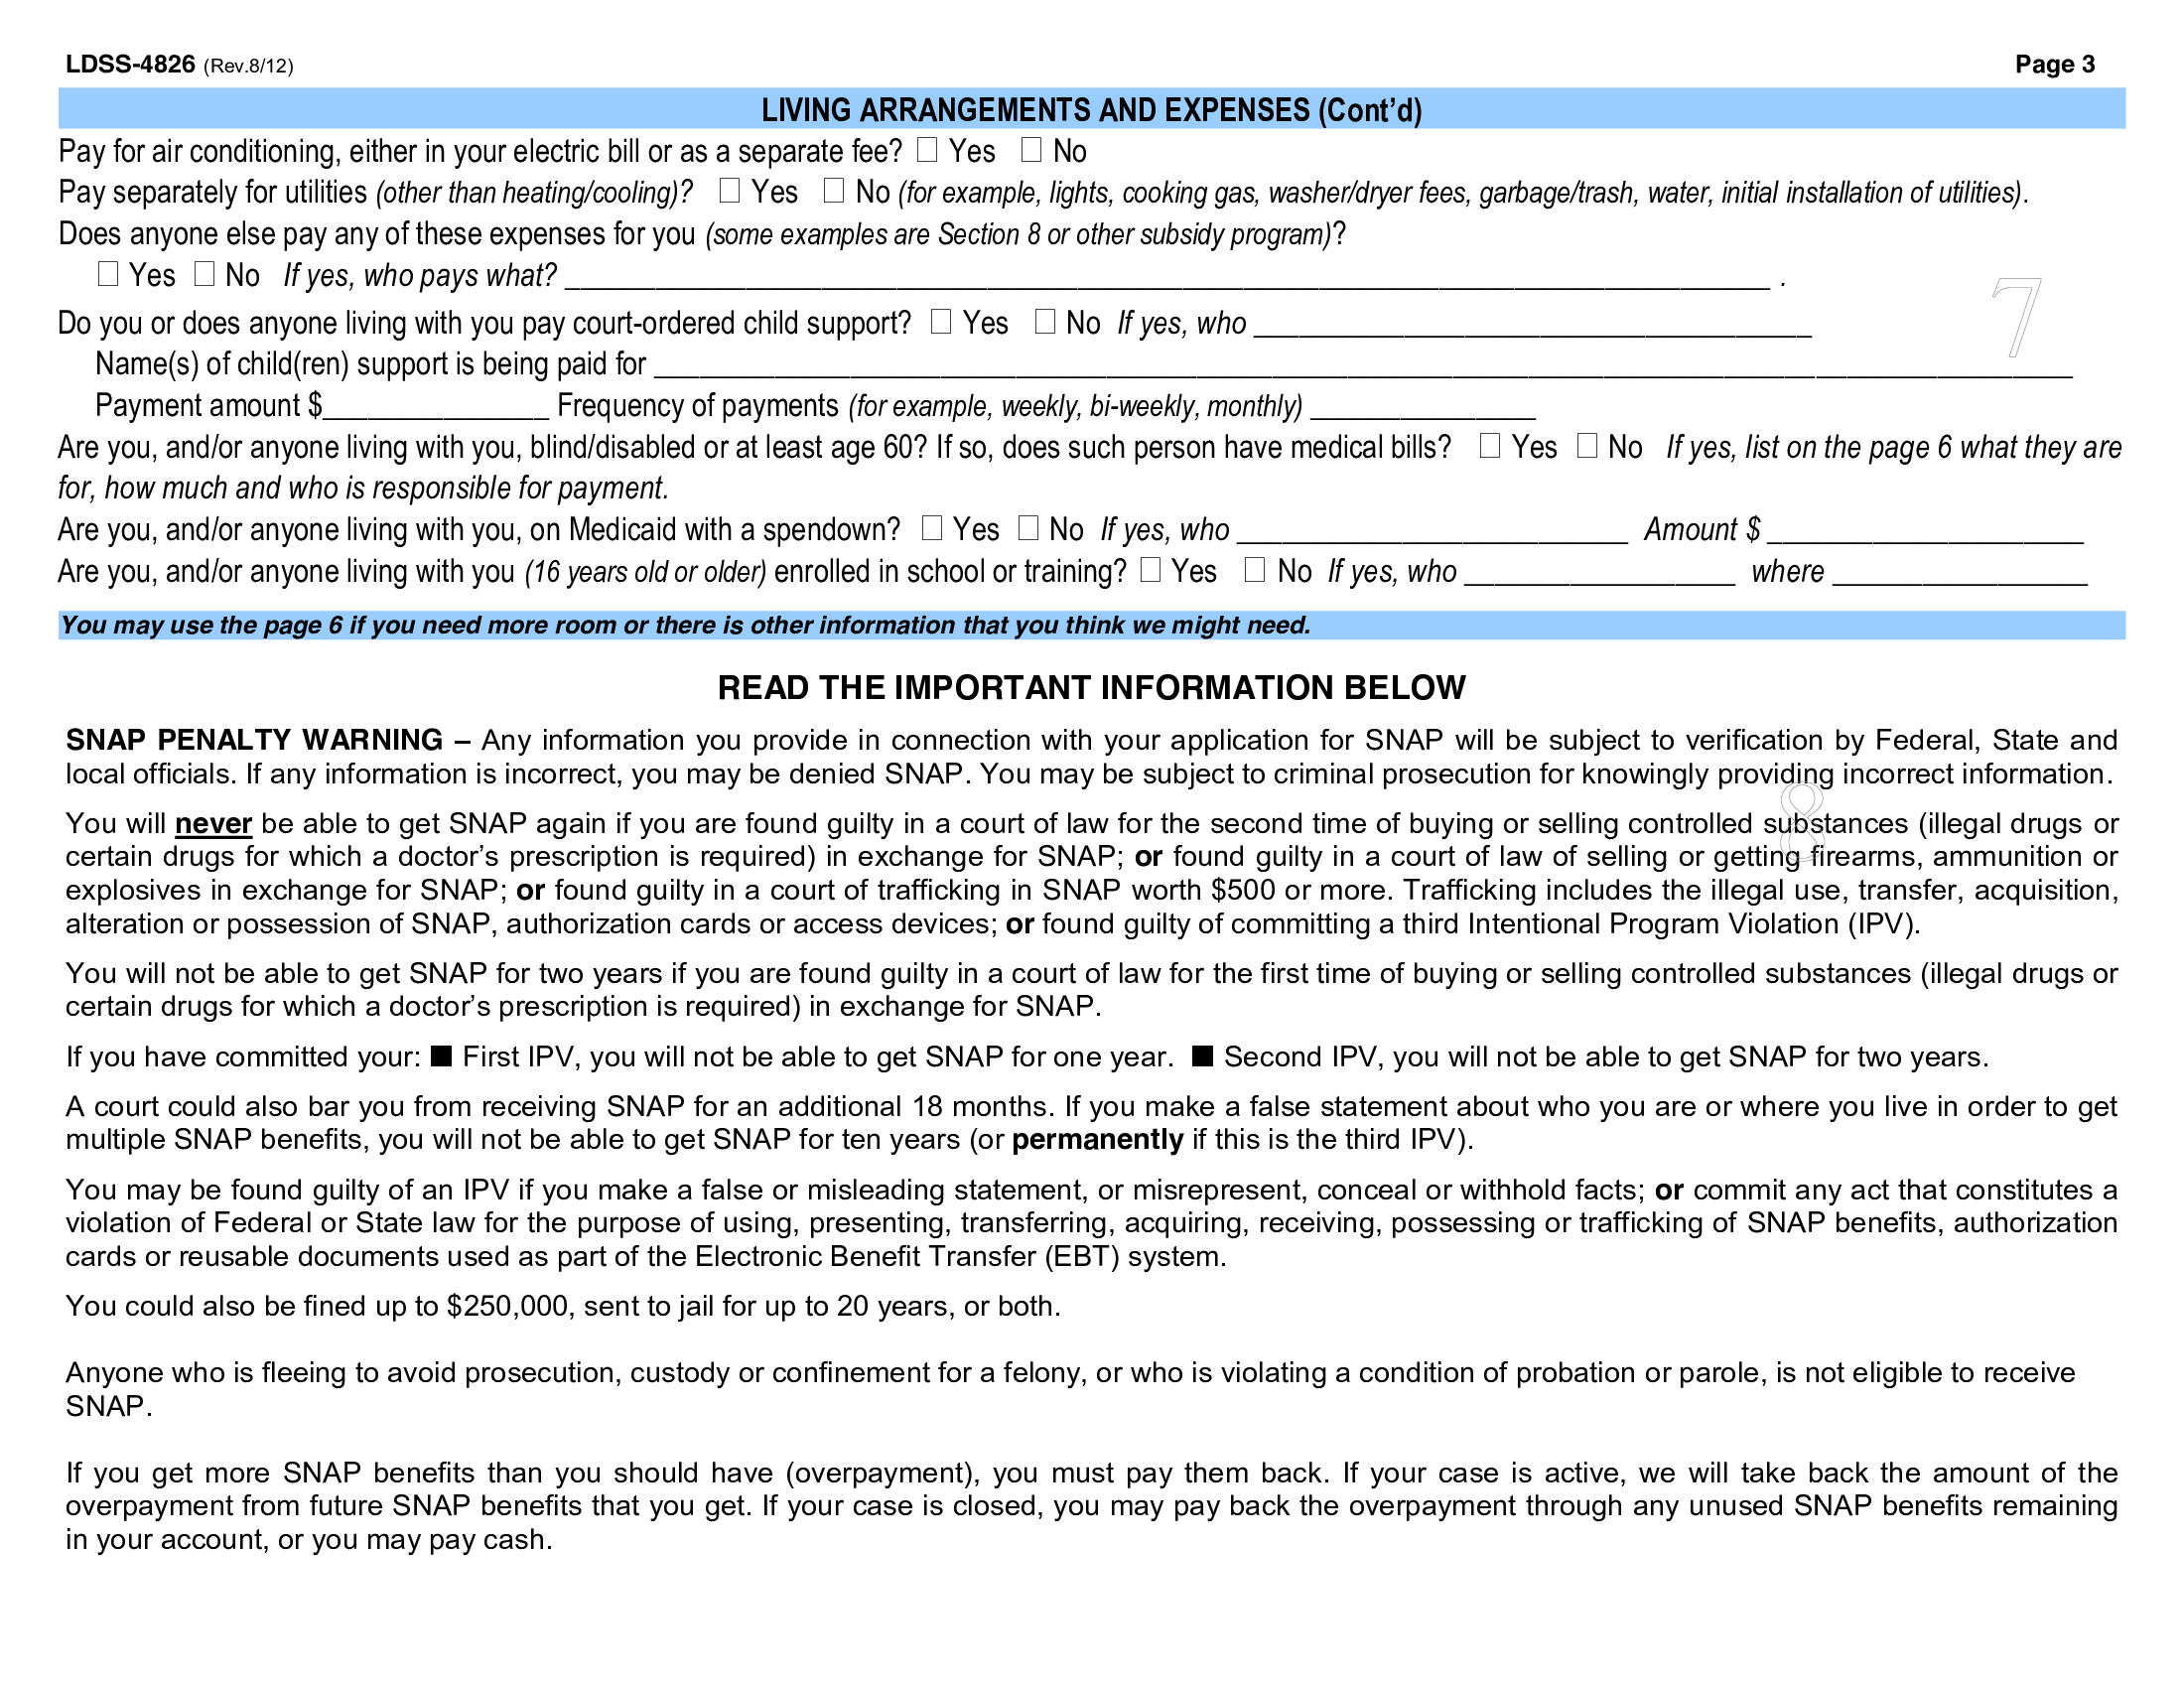 LDSS-4826 (Rev.8/12) Page 3
LIVING ARRANGEMENTS AND EXPENSES (Cont’d)
Pay for air conditioning, either in your electric bill or as a separate fee? ☐ Yes ☐ No
Pay separately for utilities (other than heating/cooling)? ☐ Yes ☐ No (for example, lights, cooking gas, washer/dryer fees, garbage/trash, water, initial installation of utilities).
Does anyone else pay any of these expenses for you (some examples are Section 8 or other subsidy program)?
☐ Yes ☐ No If yes, who pays what? ______________________________ .
7
Do you or does anyone living with you pay court-ordered child support? ☐ Yes ☐ No If yes, who ______________________________
Name(s) of child(ren) support is being paid for ______________________________
Payment amount $_______________ Frequency of payments (for example, weekly, bi-weekly, monthly) _______________
Are you, and/or anyone living with you, blind/disabled or at least age 60? If so, does such person have medical bills? ☐ Yes ☐ No If yes, list on the page 6 what they are
for, how much and who is responsible for payment.
Are you, and/or anyone living with you, on Medicaid with a spendown? ☐ Yes ☐ No If yes, who _______________ Amount $ _______________
Are you, and/or anyone living with you (16 years old or older) enrolled in school or training? ☐ Yes ☐ No If yes, who _______________ where _______________
You may use the page 6 if you need more room or there is other information that you think we might need.
READ THE IMPORTANT INFORMATION BELOW
SNAP PENALTY WARNING – Any information you provide in connection with your application for SNAP will be subject to verification by Federal, State and
local officials. If any information is incorrect, you may be denied SNAP. You may be subject to criminal prosecution for knowingly providing incorrect information.
8
You will never be able to get SNAP again if you are found guilty in a court of law for the second time of buying or selling controlled substances (illegal drugs or
certain drugs for which a doctor’s prescription is required) in exchange for SNAP; or found guilty in a court of law of selling or getting firearms, ammunition or
explosives in exchange for SNAP; or found guilty in a court of trafficking in SNAP worth $500 or more. Trafficking includes the illegal use, transfer, acquisition,
alteration or possession of SNAP, authorization cards or access devices; or found guilty of committing a third Intentional Program Violation (IPV).
You will not be able to get SNAP for two years if you are found guilty in a court of law for the first time of buying or selling controlled substances (illegal drugs or
certain drugs for which a doctor’s prescription is required) in exchange for SNAP.
If you have committed your: ■ First IPV, you will not be able to get SNAP for one year. ■ Second IPV, you will not be able to get SNAP for two years.
A court could also bar you from receiving SNAP for an additional 18 months. If you make a false statement about who you are or where you live in order to get
multiple SNAP benefits, you will not be able to get SNAP for ten years (or permanently if this is the third IPV).
You may be found guilty of an IPV if you make a false or misleading statement, or misrepresent, conceal or withhold facts; or commit any act that constitutes a
violation of Federal or State law for the purpose of using, presenting, transferring, acquiring, receiving, possessing or trafficking of SNAP benefits, authorization
cards or reusable documents used as part of the Electronic Benefit Transfer (EBT) system.
You could also be fined up to $250,000, sent to jail for up to 20 years, or both.
Anyone who is fleeing to avoid prosecution, custody or confinement for a felony, or who is violating a condition of probation or parole, is not eligible to receive
SNAP.
If you get more SNAP benefits than you should have (overpayment), you must pay them back. If your case is active, we will take back the amount of the
overpayment from future SNAP benefits that you get. If your case is closed, you may pay back the overpayment through any unused SNAP benefits remaining
in your account, or you may pay cash.